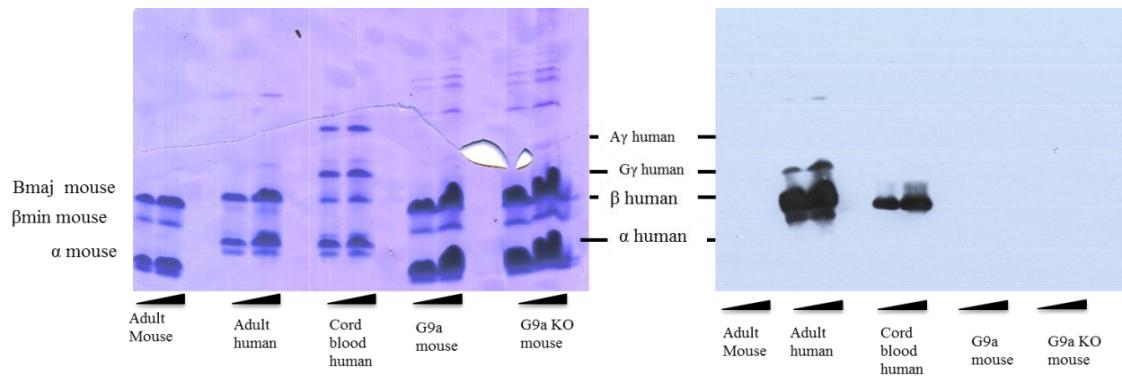 Bmaj mouse
βmin mouse
α mouse
Aγ human
Gγ human
β human
α human
Adult
Mouse
Adult
human
Cord
blood
human
G9a
mouse
G9a KO
mouse
Adult
Mouse
Adult
human
Cord
blood
human
G9a
mouse
G9a KO
mouse